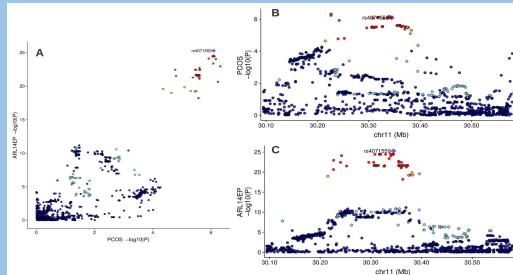 A
rs4071559
25
20
15
10
5
0
ARL14EP −log10(P)
0
2
4
6
PCOS −log10(P)
B
rs4071559
6
4
2
0
PCOS
−log10(P)
30.10
30.20
30.30
30.40
30.50
chr11 (Mb)
C
rs4071559
25
20
15
10
5
0
ARL14EP
−log10(P)
30.10
30.20
30.30
30.40
30.50
chr11 (Mb)